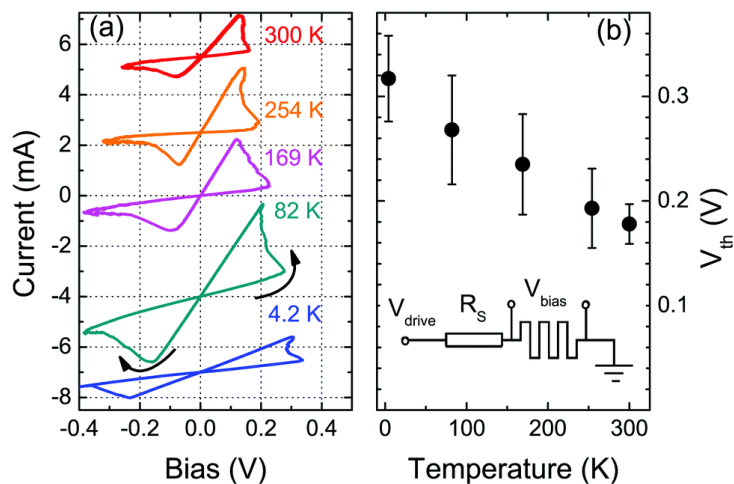 (a)
300 K
254 K
169 K
82 K
4.2 K
6
4
2
0
-2
-4
-6
-8
Current (mA)
-0.4 -0.2 0.0 0.2 0.4
Bias (V)
(b)
0.3
0.2
0.1
V_th (V)
V_drive
R_S
V_bias
0 100 200 300
Temperature (K)